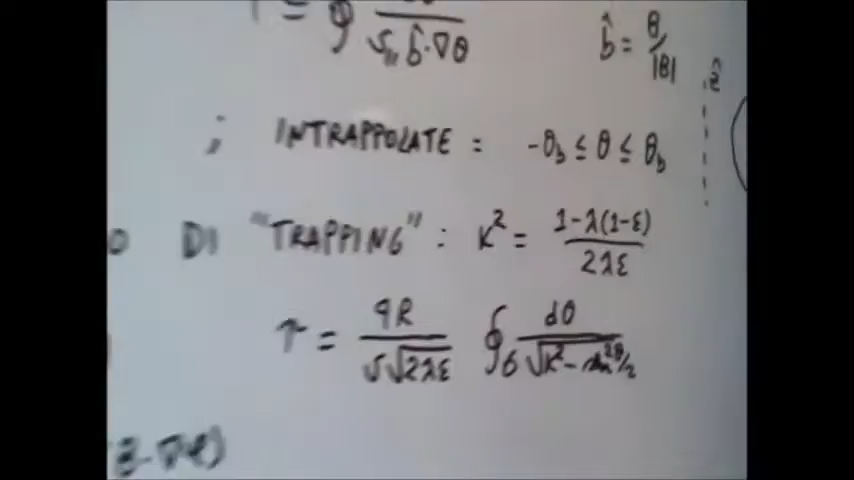 b̂ = B/|B|
; INTRAPPOLATE : -θb ≤ θ ≤ θb
DI "TRAPPING" : K² = 1-λ(1-ε) / 2λε
τ = qR / v√2λε ∮ dθ / σ√K²-sin²θ/2